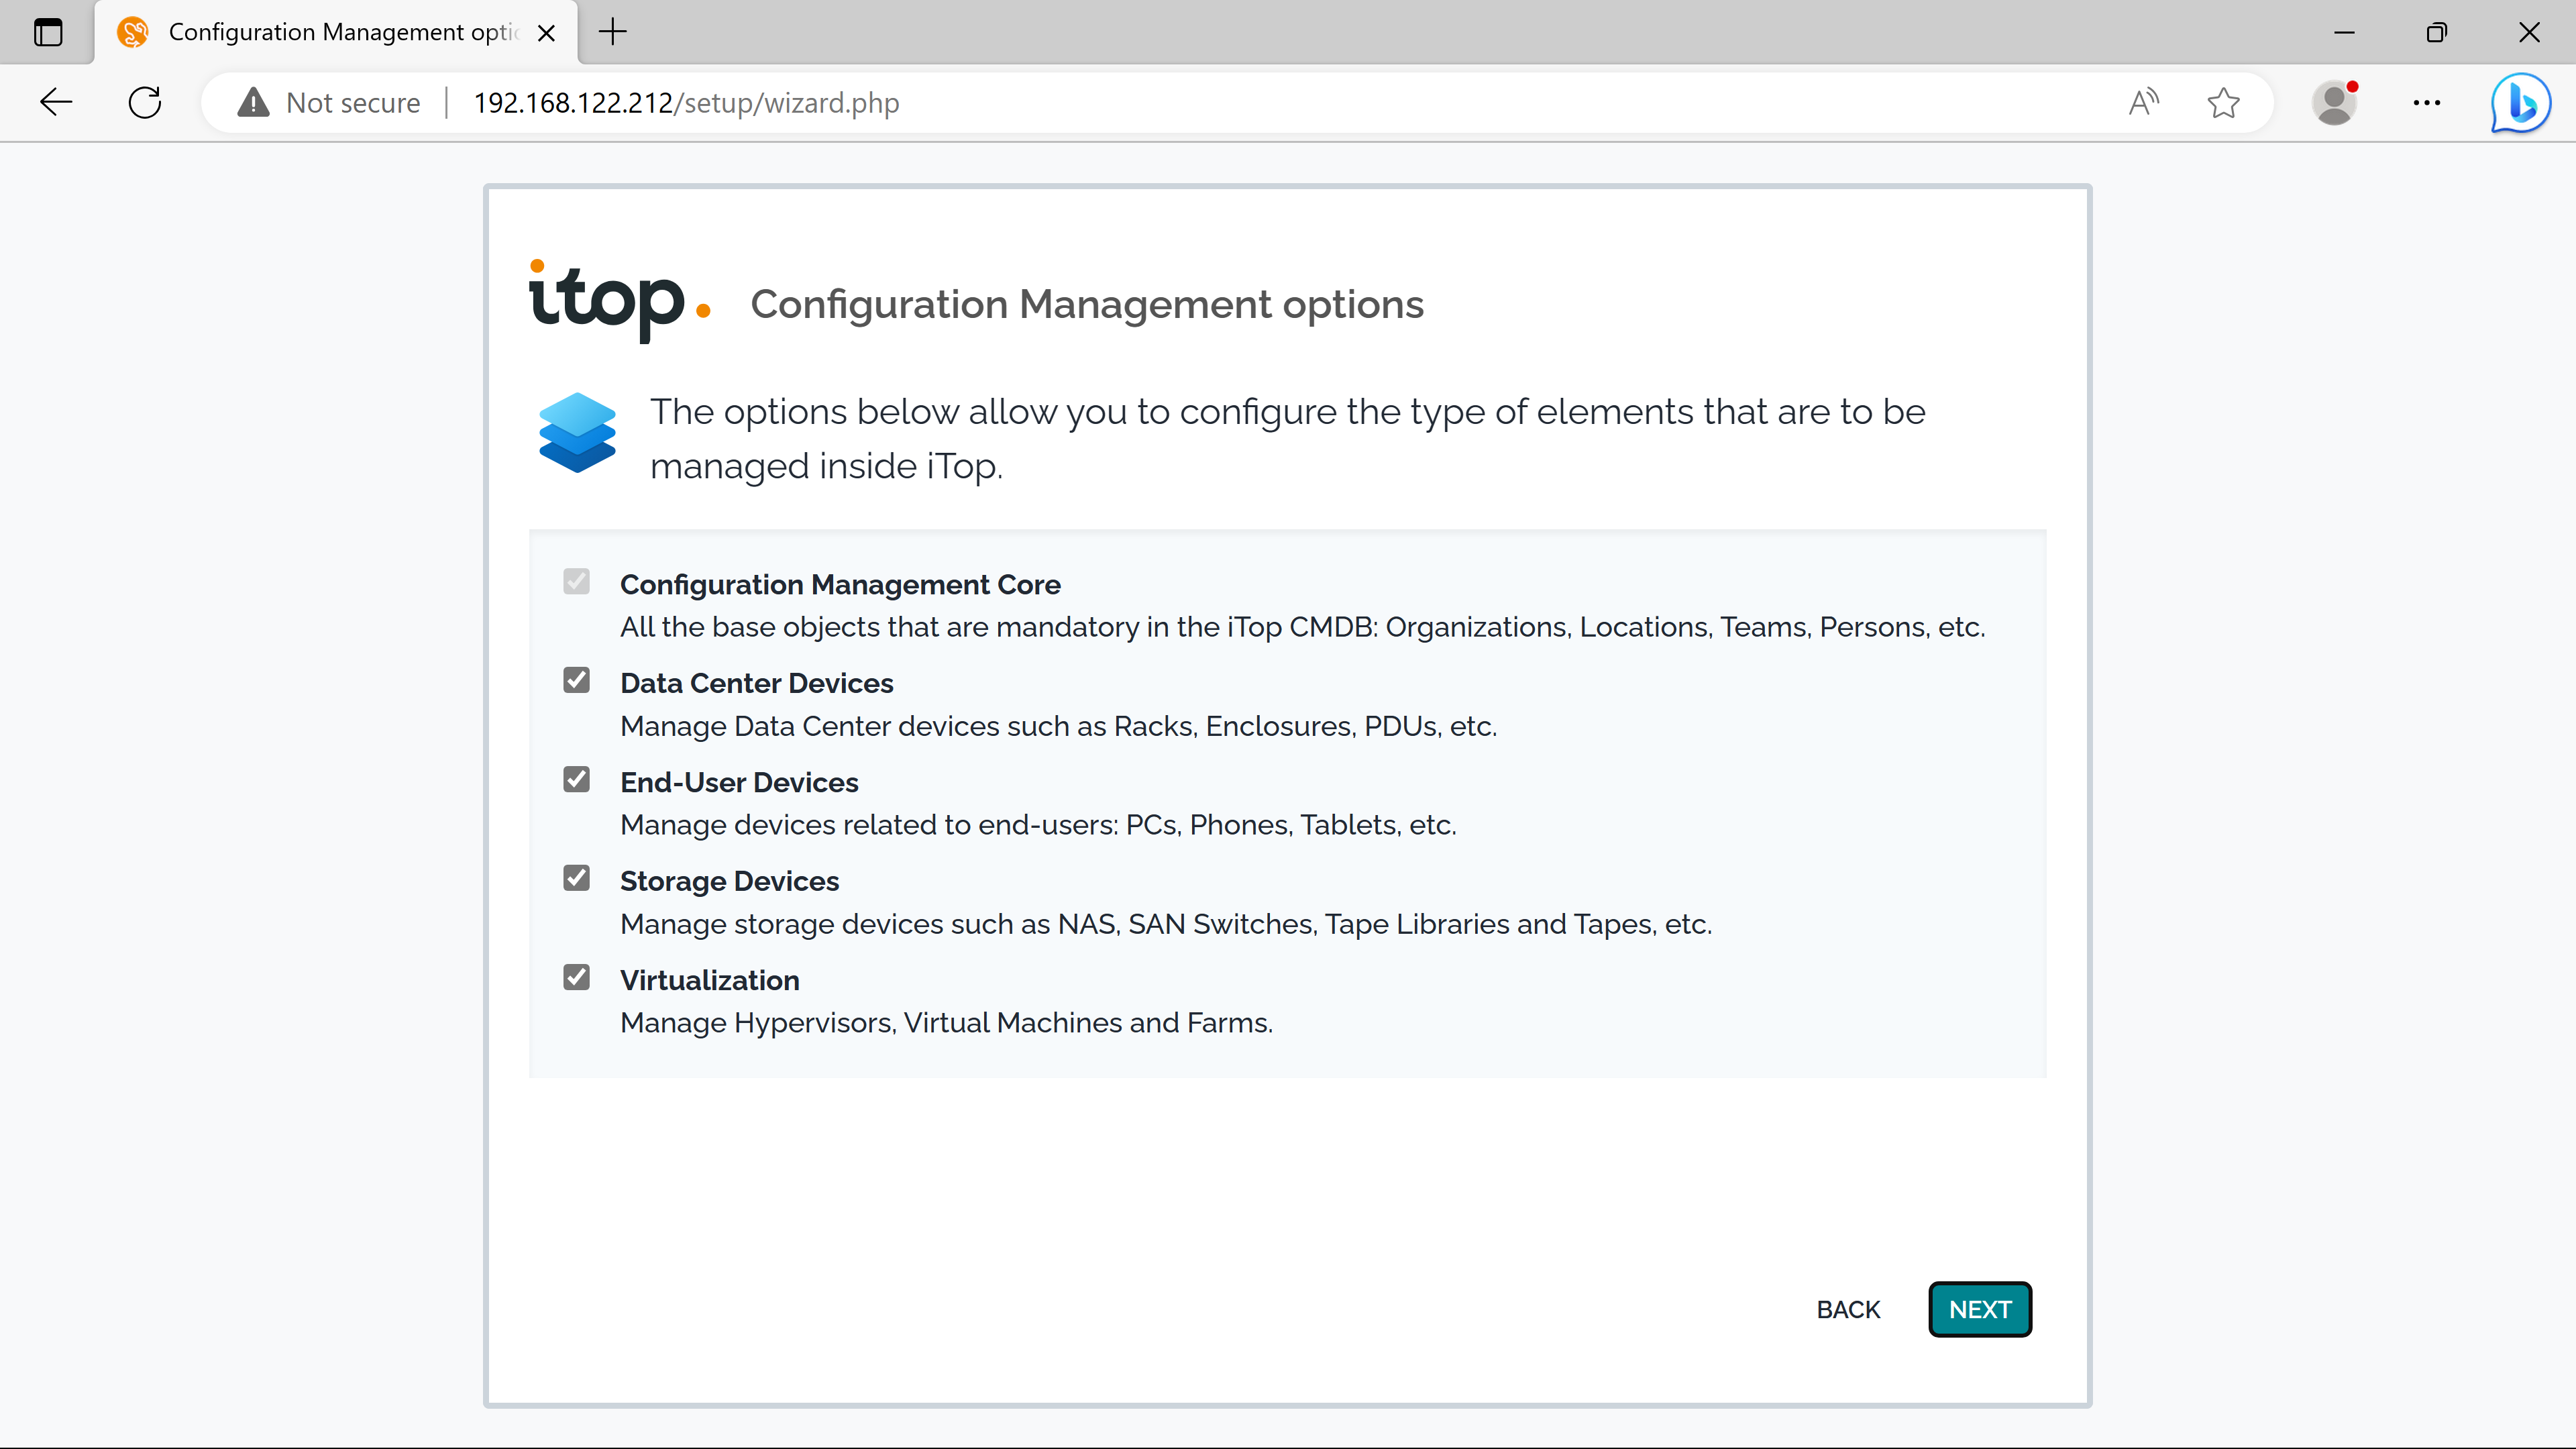 Configuration Management optio
Not secure
192.168.122.212/setup/wizard.php
itop
Configuration Management options
The options below allow you to configure the type of elements that are to be
managed inside iTop.
Configuration Management Core
All the base objects that are mandatory in the iTop CMDB: Organizations, Locations, Teams, Persons, etc.
Data Center Devices
Manage Data Center devices such as Racks, Enclosures, PDUs, etc.
End-User Devices
Manage devices related to end-users: PCs, Phones, Tablets, etc.
Storage Devices
Manage storage devices such as NAS, SAN Switches, Tape Libraries and Tapes, etc.
Virtualization
Manage Hypervisors, Virtual Machines and Farms.
BACK
NEXT